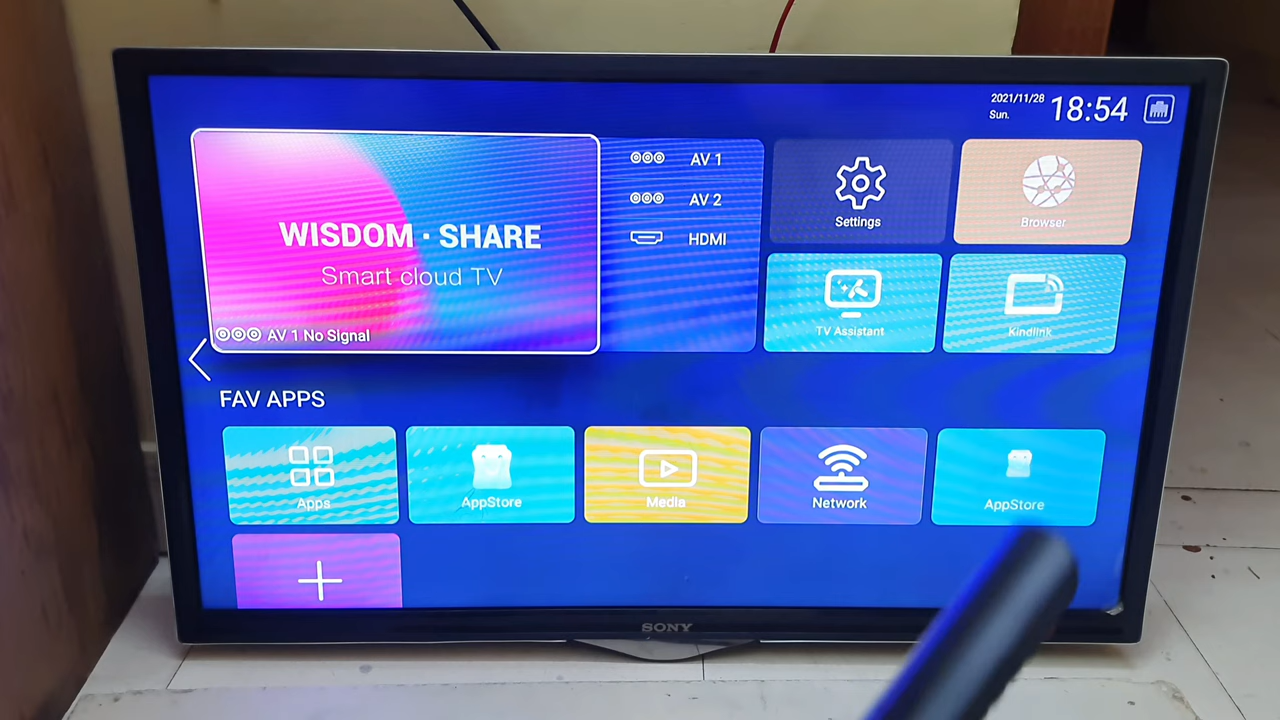 2021/11/28
Sun.
18:54
WISDOM · SHARE
Smart cloud TV
AV 1 No Signal
AV 1
AV 2
HDMI
Settings
Browser
TV Assistant
Kindlink
FAV APPS
Apps
AppStore
Media
Network
AppStore
SONY